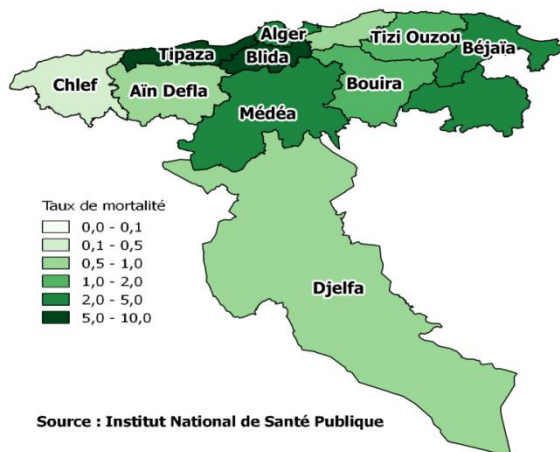 Alger
Tizi Ouzou
Béjaïa
Tipaza
Blida
Chlef
Aïn Defla
Bouira
Médéa
Djelfa
Taux de mortalité
0,0 - 0,1
0,1 - 0,5
0,5 - 1,0
1,0 - 2,0
2,0 - 5,0
5,0 - 10,0
Source : Institut National de Santé Publique